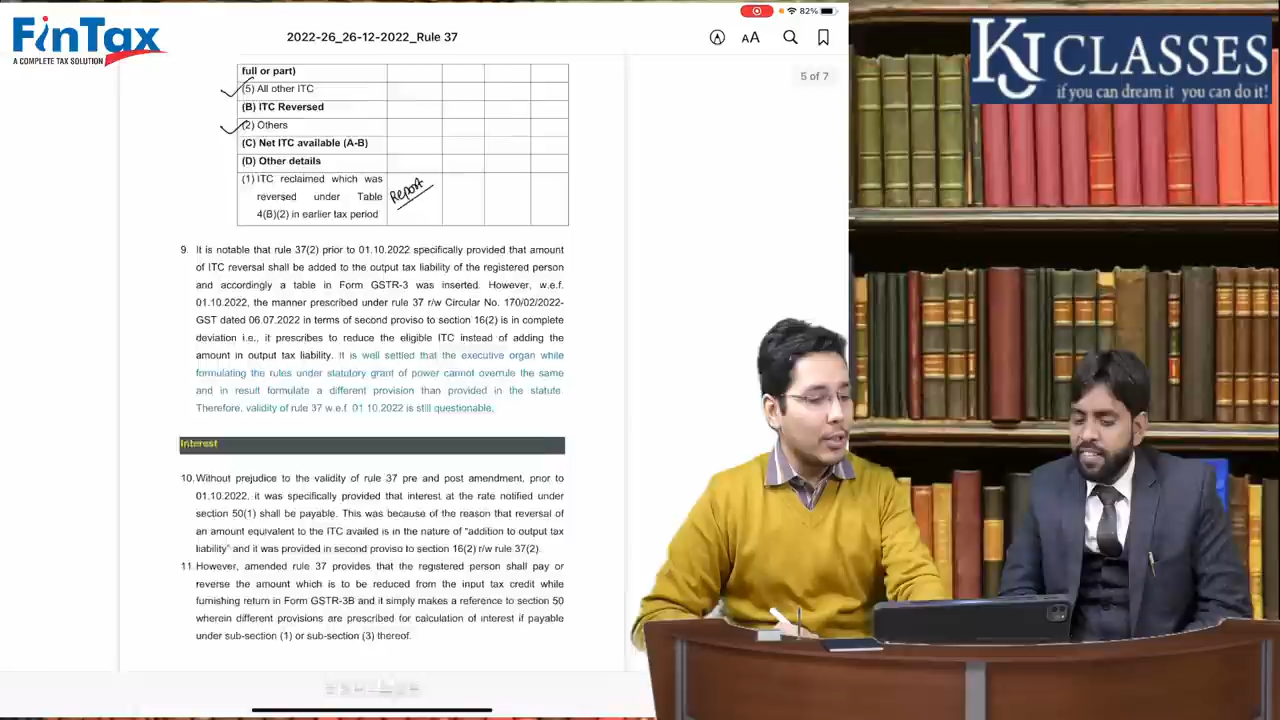 FinTax
A COMPLETE TAX SOLUTION
2022-26_26-12-2022_Rule 37
82%
AA
KJ CLASSES
if you can dream it you can do it!
5 of 7
full or part)
(5) All other ITC
(B) ITC Reversed
(2) Others
(C) Net ITC available (A-B)
(D) Other details
(1) ITC reclaimed which was
reversed under Table
4(B)(2) in earlier tax period
Report
9. It is notable that rule 37(2) prior to 01.10.2022 specifically provided that amount
of ITC reversal shall be added to the output tax liability of the registered person
and accordingly a table in Form GSTR-3 was inserted. However, w.e.f.
01.10.2022, the manner prescribed under rule 37 r/w Circular No. 170/02/2022-
GST dated 06.07.2022 in terms of second proviso to section 16(2) is in complete
deviation i.e., it prescribes to reduce the eligible ITC instead of adding the
amount in output tax liability. It is well settled that the executive organ while
formulating the rules under statutory grant of power cannot overrule the same
and in result formulate a different provision than provided in the statute.
Therefore, validity of rule 37 w.e.f. 01.10.2022 is still questionable.
Interest
10. Without prejudice to the validity of rule 37 pre and post amendment, prior to
01.10.2022, it was specifically provided that interest at the rate notified under
section 50(1) shall be payable. This was because of the reason that reversal of
an amount equivalent to the ITC availed is in the nature of “addition to output tax
liability” and it was provided in second proviso to section 16(2) r/w rule 37(2).
11. However, amended rule 37 provides that the registered person shall pay or
reverse the amount which is to be reduced from the input tax credit while
furnishing return in Form GSTR-3B and it simply makes a reference to section 50
wherein different provisions are prescribed for calculation of interest if payable
under sub-section (1) or sub-section (3) thereof.